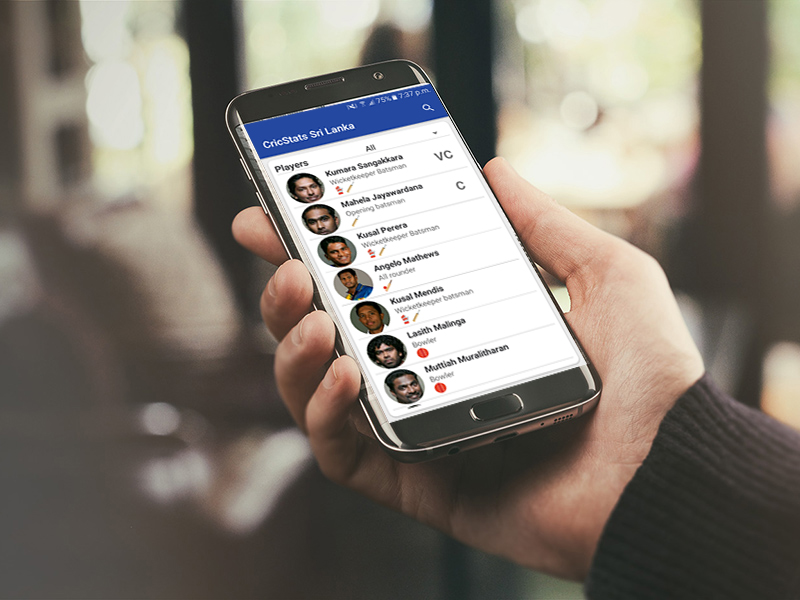 75% 7:37 p.m.
CricStats Sri Lanka
Players
All
Kumara Sangakkara
Wicketkeeper Batsman
VC
Mahela Jayawardana
Opening batsman
C
Kusal Perera
Wicketkeeper Batsman
Angelo Mathews
All rounder
Kusal Mendis
Wicketkeeper batsman
Lasith Malinga
Bowler
Muttiah Muralitharan
Bowler